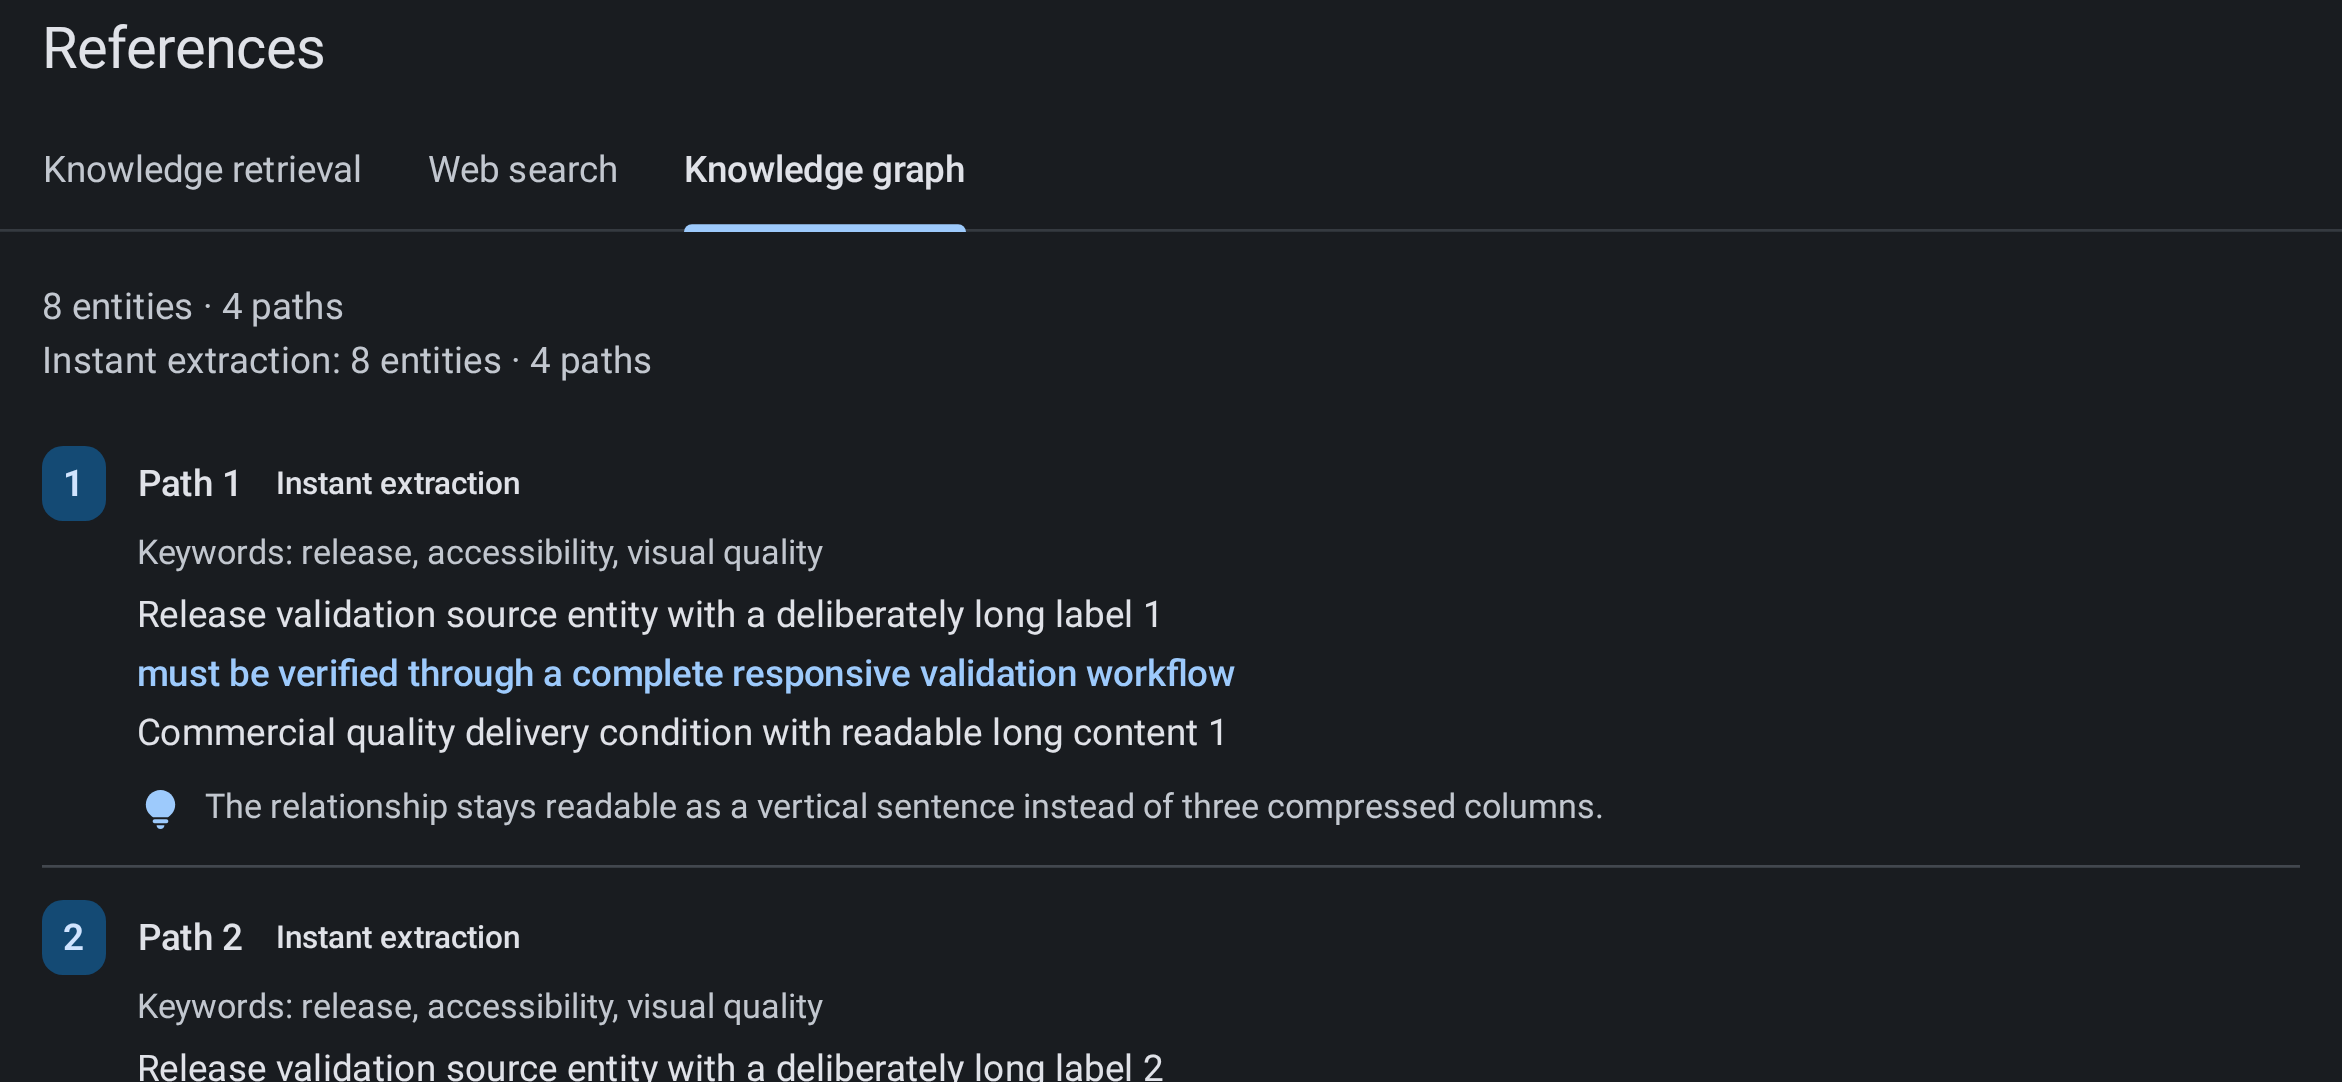 References
Knowledge retrieval Web search Knowledge graph
8 entities · 4 paths
Instant extraction: 8 entities · 4 paths
1 Path 1 Instant extraction
Keywords: release, accessibility, visual quality
Release validation source entity with a deliberately long label 1
must be verified through a complete responsive validation workflow
Commercial quality delivery condition with readable long content 1
The relationship stays readable as a vertical sentence instead of three compressed columns.
2 Path 2 Instant extraction
Keywords: release, accessibility, visual quality
Release validation source entity with a deliberately long label 2